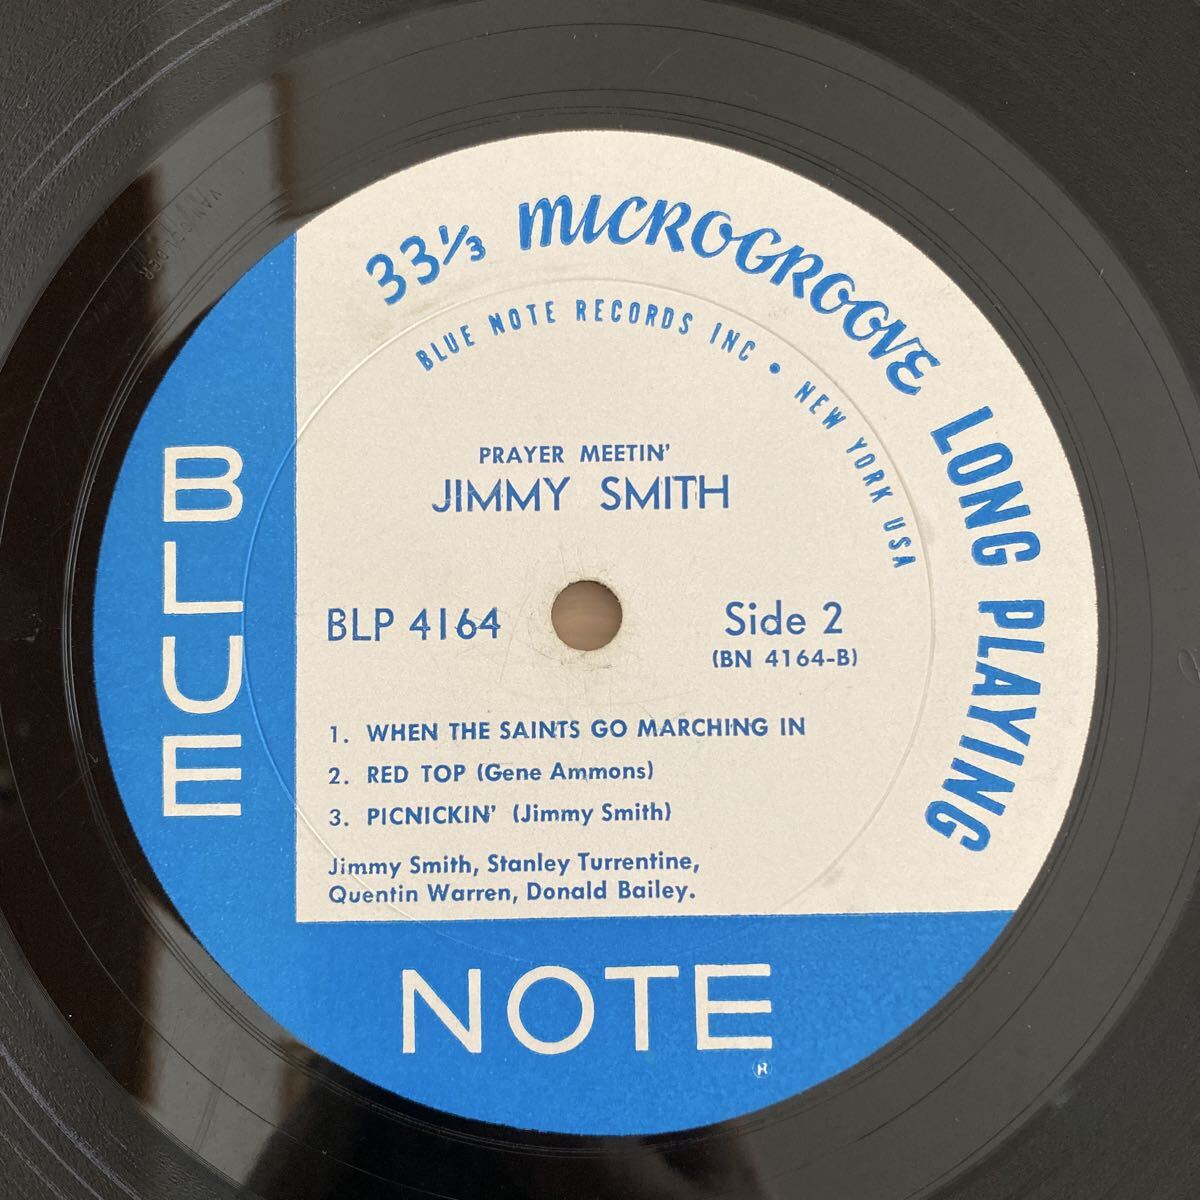 33⅓ MICROGROOVE LONG PLAYING
BLUE NOTE RECORDS INC • NEW YORK USA
PRAYER MEETIN'
JIMMY SMITH
BLP 4164
Side 2
(BN 4164-B)
1. WHEN THE SAINTS GO MARCHING IN
2. RED TOP (Gene Ammons)
3. PICNICKIN' (Jimmy Smith)
Jimmy Smith, Stanley Turrentine,
Quentin Warren, Donald Bailey.
BLUE
NOTE
®
VAN GELDER